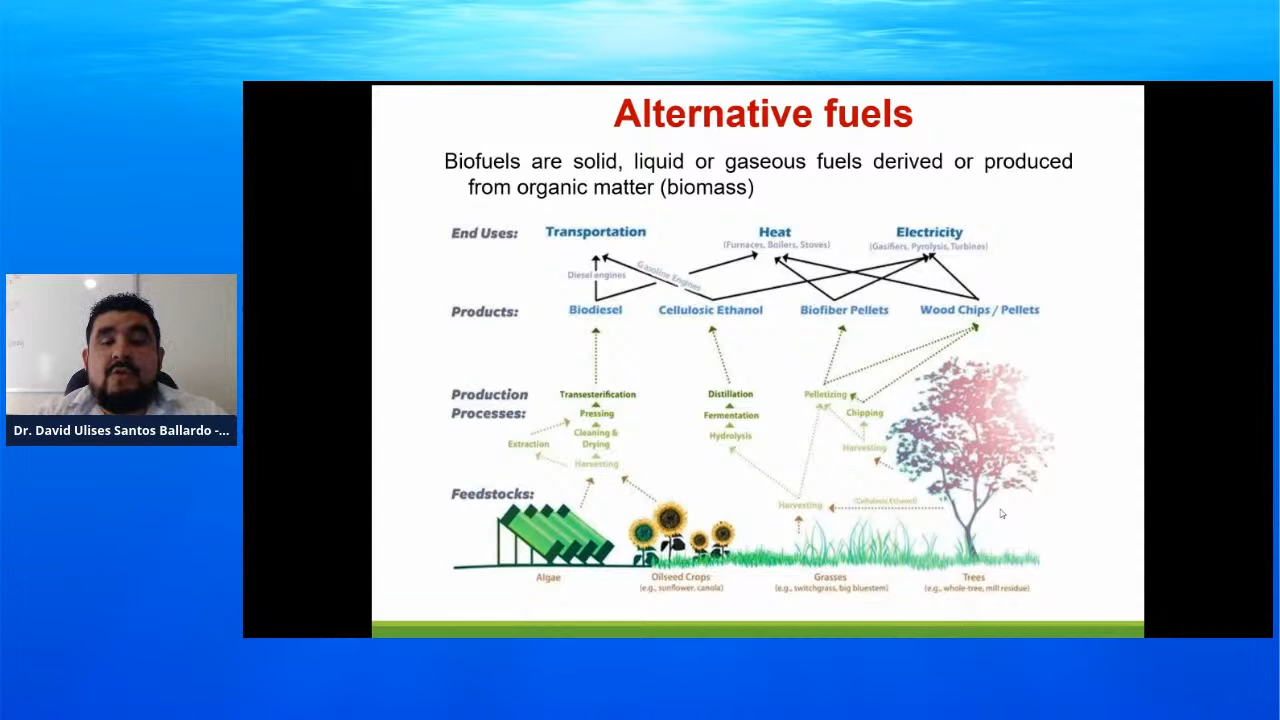 Alternative fuels
Biofuels are solid, liquid or gaseous fuels derived or produced
from organic matter (biomass)
End Uses: Transportation Heat Electricity
(Furnaces, Boilers, Stoves) (Gasifiers, Pyrolysis, Turbines)
Diesel engines Gasoline Engines
Products: Biodiesel Cellulosic Ethanol Biofiber Pellets Wood Chips / Pellets
Production Transesterification Distillation Pelletizing
Processes: Pressing Fermentation Chipping
Cleaning &
Drying
Hydrolysis
Extraction Harvesting
Harvesting
Feedstocks: Harvesting (Cellulosic Ethanol)
Algae Oilseed Crops Grasses Trees
(e.g., sunflower, canola) (e.g., switchgrass, big bluestem) (e.g., whole-tree, mill residue)
Dr. David Ulises Santos Ballardo -...